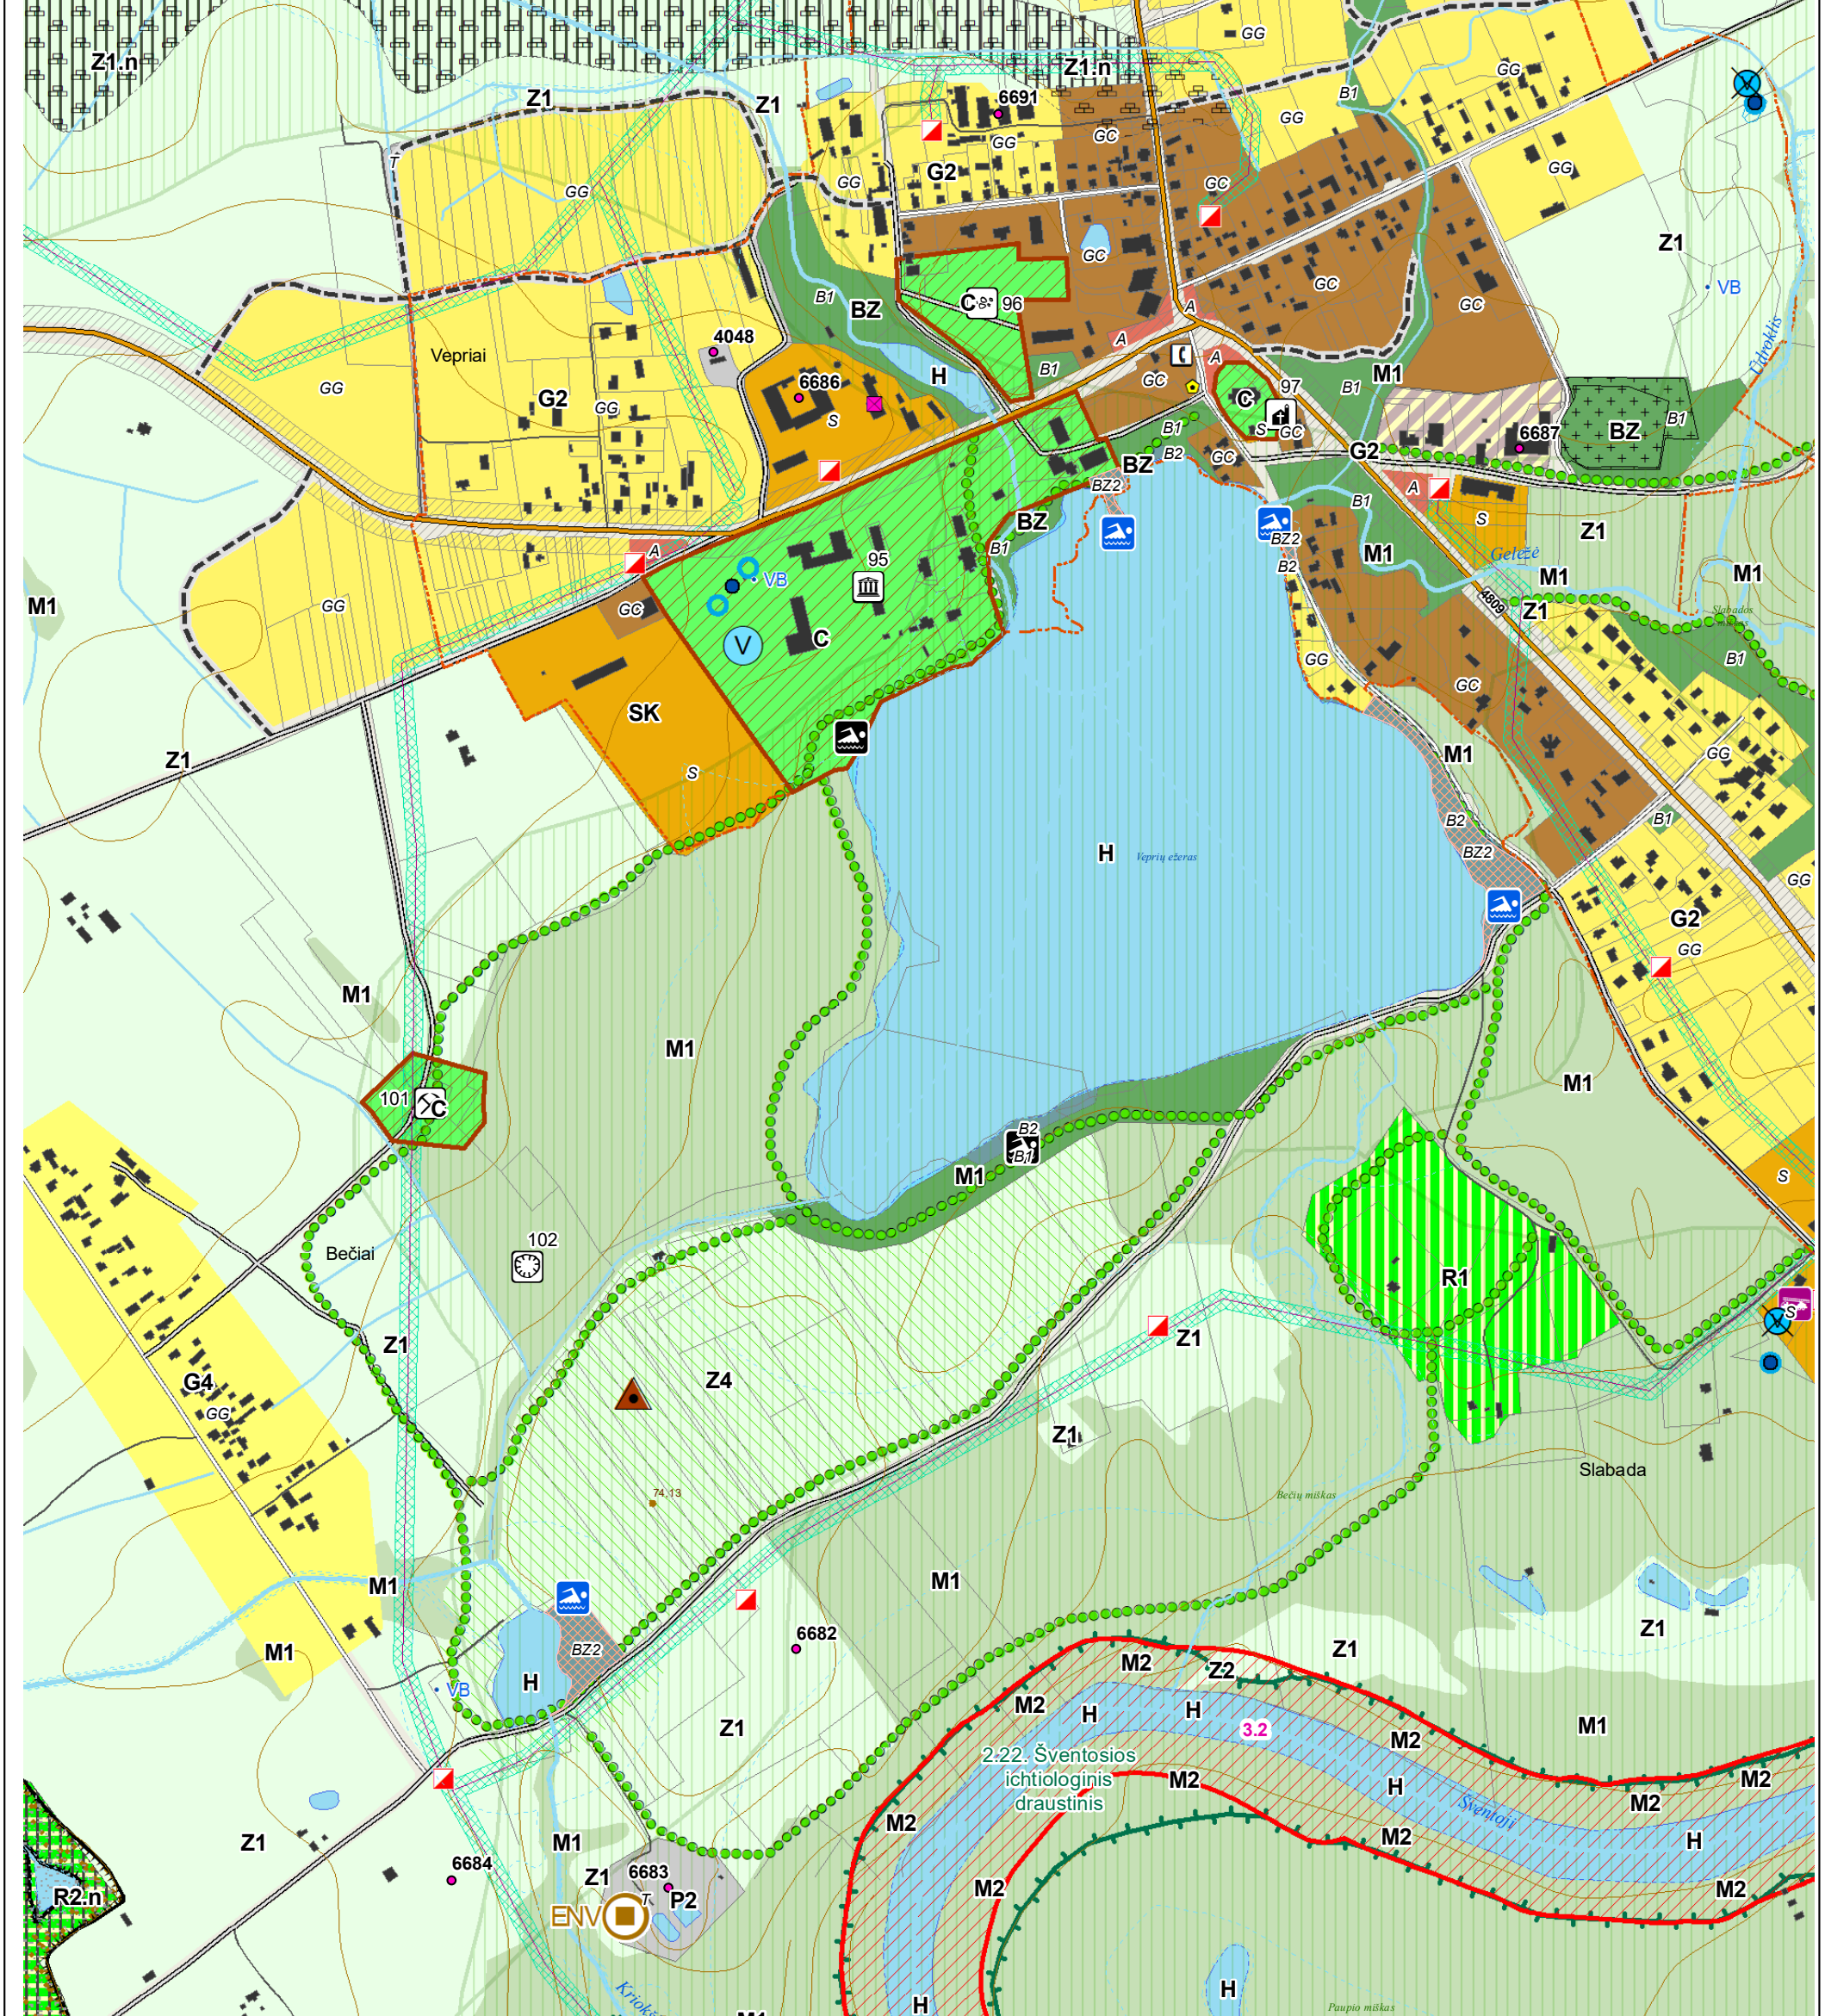 Z1.n
Z1
Z1
Z1.n
6691
GG
GG
B1
GG
V
GG
GC
G2
GG
T
GG
GG
GC
Z1
GC
B1
BZ
C
96
GC
GC
VB
A
Ūdroklis
Vepriai
4048
A
H
B1
GC
A
97
B1
M1
GG
G2
GG
6686
S
C
S
GC
B1
BZ
B1
6687
B2
GC
G2
BZ
BZ2
A
S
B1
BZ
BZ2
Z1
B1
A
95
VB
B2
M1
Geležė
M1
M1
M1
GG
GC
4809
Z1
Slabados
V
C
GG
B1
GC
SK
Z1
S
M1
GG
B2
B1
H
Veprių ežeras
BZ2
GG
G2
GG
M1
M1
M1
101
C
B2
B1
M1
S
102
Bečiai
R1
S
V
Z1
Z1
Z4
G4
GG
Z1
Slabada
74,13
Bečių miškas
M1
M1
M1
BZ2
6682
Z1
Z1
M2
Z2
VB
H
M2
H
H
3.2
M1
Z1
M2
2.22. Šventosios
ichtiologinis
draustinis
M2
H
M2
M2
Šventoji
M2
M2
H
Z1
M1
6684
Z1
6683
T
P2
R2.n
M2
M2
ENV
H
H
Paupio miškas
M1